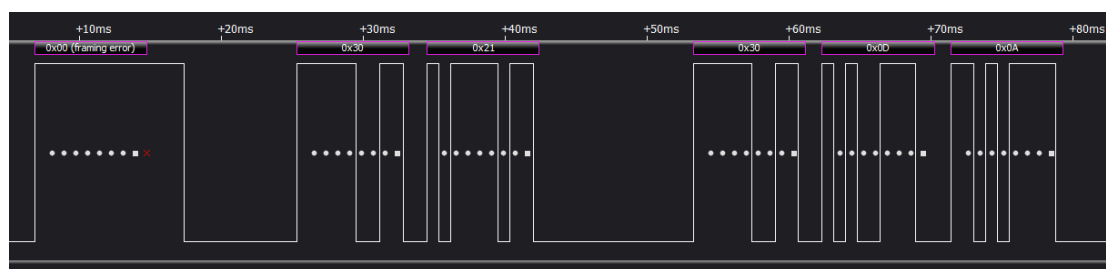 +10ms +20ms +30ms +40ms +50ms +60ms +70ms +80ms
0x00 (framing error) 0x30 0x21 0x30 0x0D 0x0A